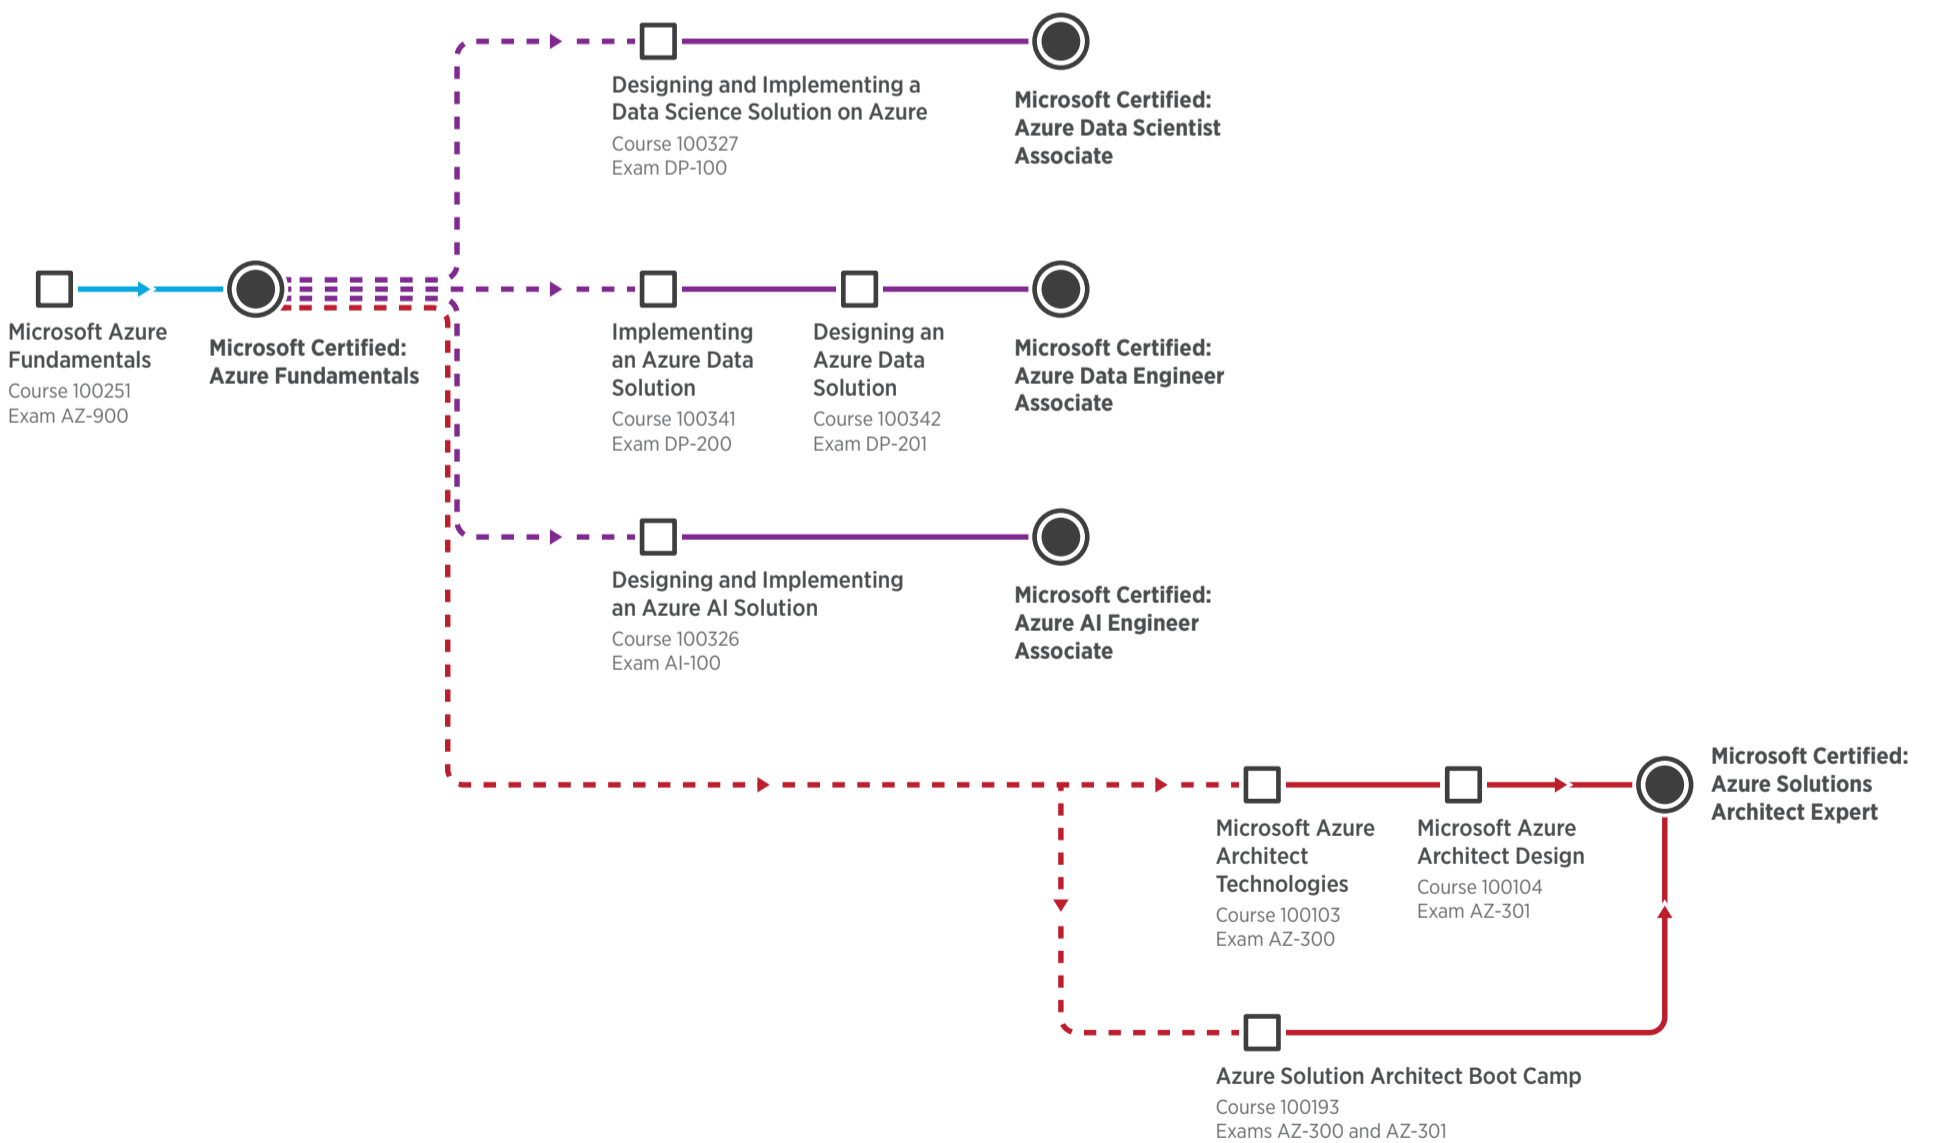 Designing and Implementing a
Data Science Solution on Azure
Course 100327
Exam DP-100
Microsoft Certified:
Azure Data Scientist
Associate
Microsoft Azure
Fundamentals
Course 100251
Exam AZ-900
Microsoft Certified:
Azure Fundamentals
Implementing
an Azure Data
Solution
Course 100341
Exam DP-200
Designing an
Azure Data
Solution
Course 100342
Exam DP-201
Microsoft Certified:
Azure Data Engineer
Associate
Designing and Implementing
an Azure AI Solution
Course 100326
Exam AI-100
Microsoft Certified:
Azure AI Engineer
Associate
Microsoft Azure
Architect
Technologies
Course 100103
Exam AZ-300
Microsoft Azure
Architect Design
Course 100104
Exam AZ-301
Microsoft Certified:
Azure Solutions
Architect Expert
Azure Solution Architect Boot Camp
Course 100193
Exams AZ-300 and AZ-301